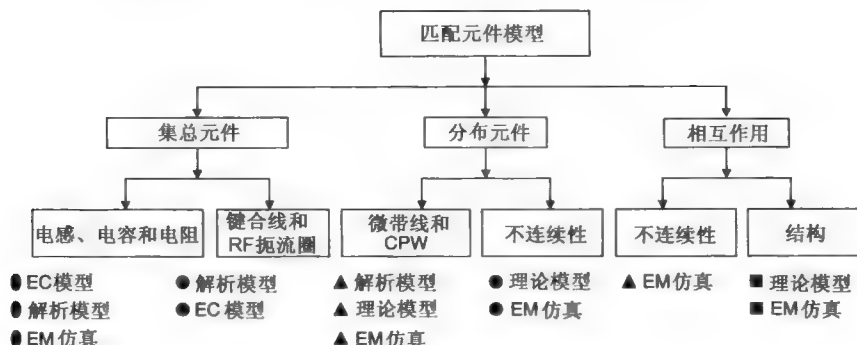 匹配元件模型
集总元件
分布元件
相互作用
电感、电容和电阻
键合线和
RF扼流圈
微带线和
CPW
不连续性
不连续性
结构
EC模型
解析模型
EM仿真
解析模型
EC模型
解析模型
理论模型
EM仿真
理论模型
EM仿真
EM仿真
理论模型
EM仿真